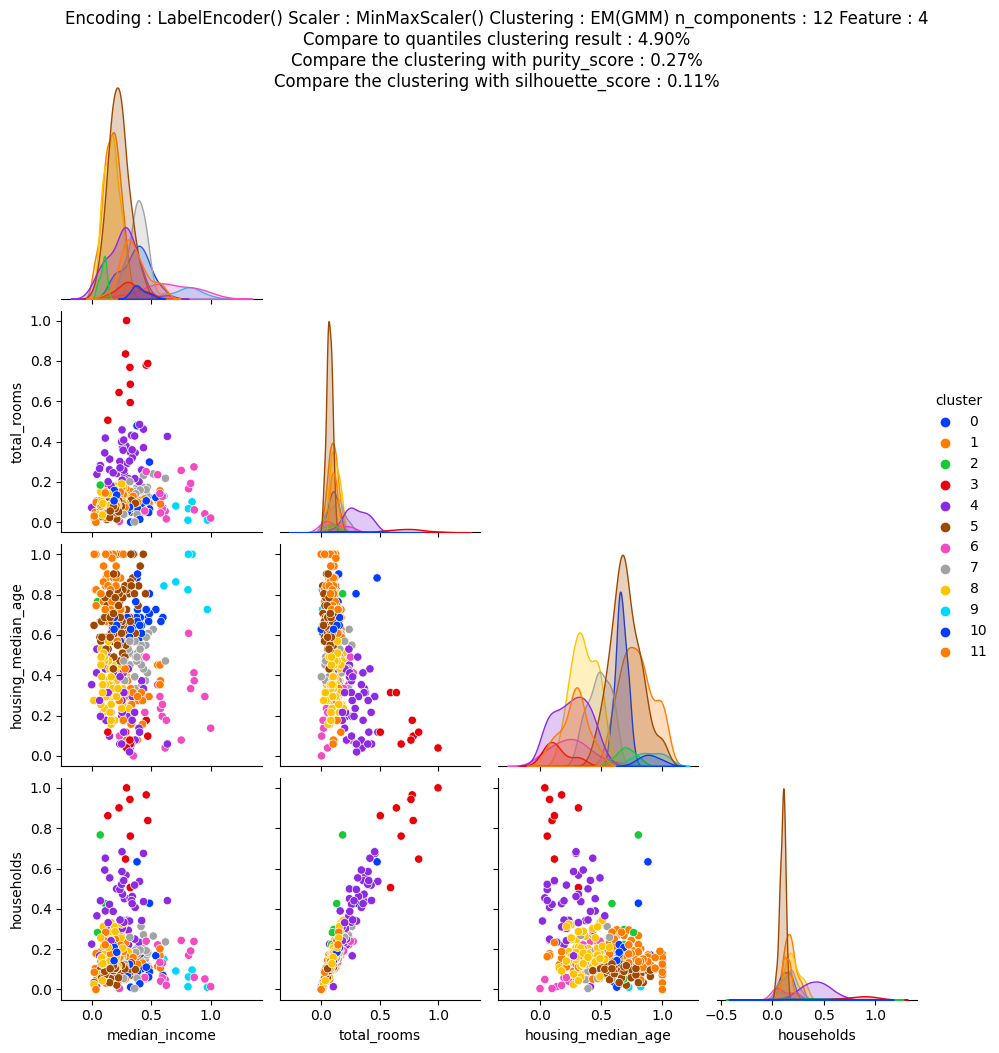 Encoding : LabelEncoder() Scaler : MinMaxScaler() Clustering : EM(GMM) n_components : 12 Feature : 4
Compare to quantiles clustering result : 4.90%
Compare the clustering with purity_score : 0.27%
Compare the clustering with silhouette_score : 0.11%
1.0
0.8
0.6
0.4
0.2
0.0
total_rooms
cluster
0
1
2
3
4
5
6
7
8
9
10
11
1.0
0.8
0.6
0.4
0.2
0.0
housing_median_age
1.0
0.8
0.6
0.4
0.2
0.0
households
0.0 0.5 1.0
median_income
0.0 0.5 1.0
total_rooms
0.0 0.5 1.0
housing_median_age
−0.5 0.0 0.5 1.0
households